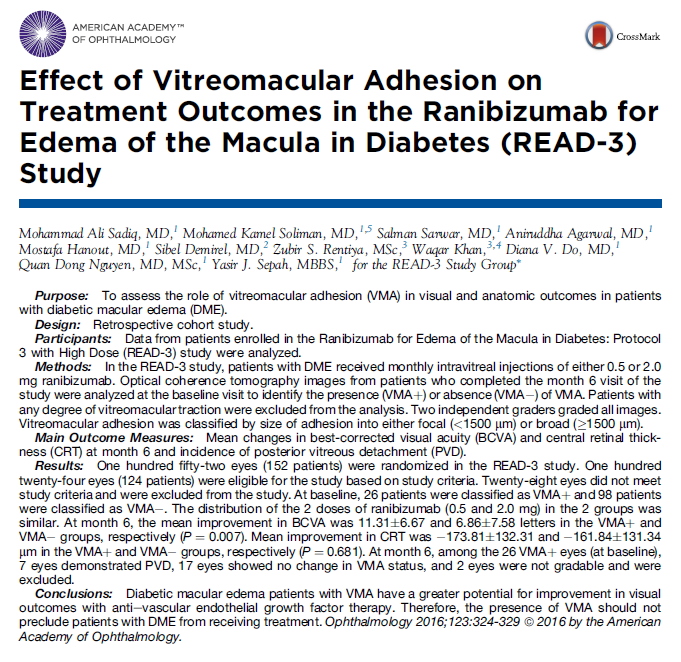 AMERICAN ACADEMY™
OF OPHTHALMOLOGY
CrossMark
Effect of Vitreomacular Adhesion on
Treatment Outcomes in the Ranibizumab for
Edema of the Macula in Diabetes (READ-3)
Study
Mohammad Ali Sadiq, MD,1 Mohamed Kamel Soliman, MD,1,5 Salman Sarwar, MD,1 Aniruddha Agarwal, MD,1
Mostafa Hanout, MD,1 Sibel Demirel, MD,2 Zubir S. Rentiya, MSc,3 Waqar Khan,3,4 Diana V. Do, MD,1
Quan Dong Nguyen, MD, MSc,1 Yasir J. Sepah, MBBS,1 for the READ-3 Study Group*
Purpose: To assess the role of vitreomacular adhesion (VMA) in visual and anatomic outcomes in patients
with diabetic macular edema (DME).
Design: Retrospective cohort study.
Participants: Data from patients enrolled in the Ranibizumab for Edema of the Macula in Diabetes: Protocol
3 with High Dose (READ-3) study were analyzed.
Methods: In the READ-3 study, patients with DME received monthly intravitreal injections of either 0.5 or 2.0
mg ranibizumab. Optical coherence tomography images from patients who completed the month 6 visit of the
study were analyzed at the baseline visit to identify the presence (VMA+) or absence (VMA−) of VMA. Patients with
any degree of vitreomacular traction were excluded from the analysis. Two independent graders graded all images.
Vitreomacular adhesion was classified by size of adhesion into either focal (<1500 μm) or broad (≥1500 μm).
Main Outcome Measures: Mean changes in best-corrected visual acuity (BCVA) and central retinal thick-
ness (CRT) at month 6 and incidence of posterior vitreous detachment (PVD).
Results: One hundred fifty-two eyes (152 patients) were randomized in the READ-3 study. One hundred
twenty-four eyes (124 patients) were eligible for the study based on study criteria. Twenty-eight eyes did not meet
study criteria and were excluded from the study. At baseline, 26 patients were classified as VMA+ and 98 patients
were classified as VMA−. The distribution of the 2 doses of ranibizumab (0.5 and 2.0 mg) in the 2 groups was
similar. At month 6, the mean improvement in BCVA was 11.31±6.67 and 6.86±7.58 letters in the VMA+ and
VMA− groups, respectively (P = 0.007). Mean improvement in CRT was −173.81±132.31 and −161.84±131.34
μm in the VMA+ and VMA− groups, respectively (P = 0.681). At month 6, among the 26 VMA+ eyes (at baseline),
7 eyes demonstrated PVD, 17 eyes showed no change in VMA status, and 2 eyes were not gradable and were
excluded.
Conclusions: Diabetic macular edema patients with VMA have a greater potential for improvement in visual
outcomes with anti–vascular endothelial growth factor therapy. Therefore, the presence of VMA should not
preclude patients with DME from receiving treatment. Ophthalmology 2016;123:324-329 © 2016 by the American
Academy of Ophthalmology.